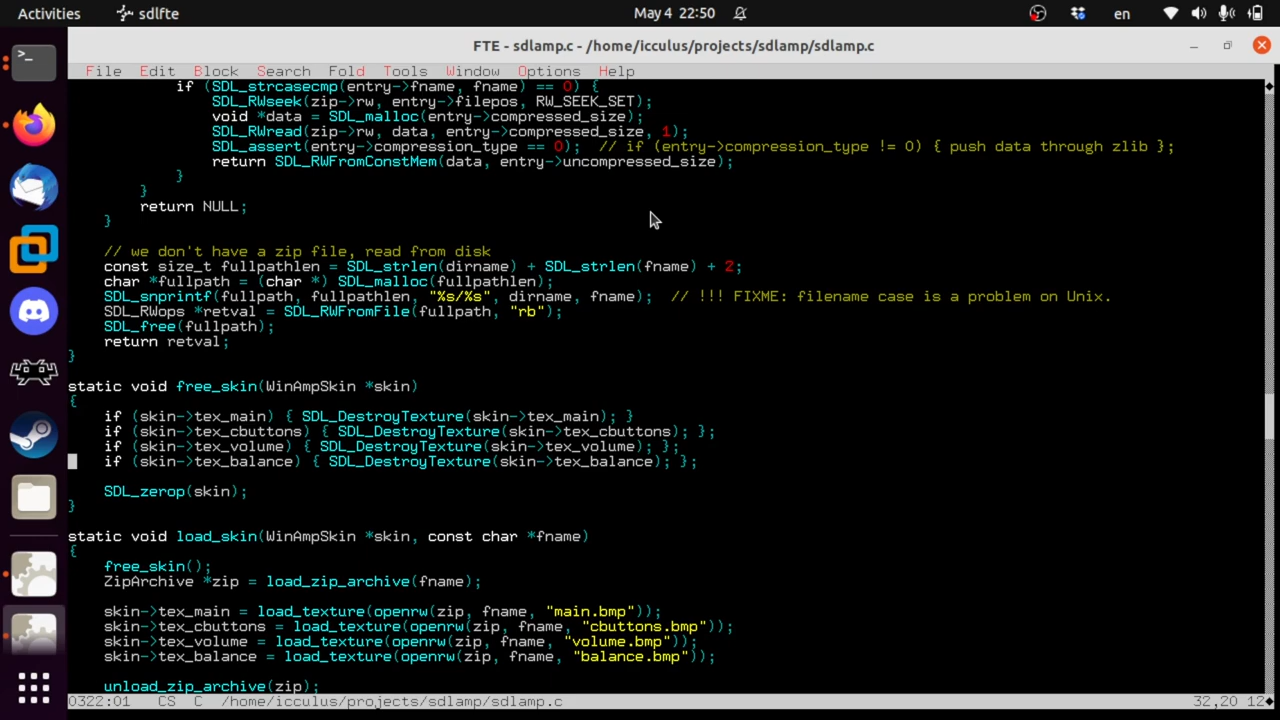 Activities sdlfte May 4 22:50 en
FTE - sdlamp.c - /home/icculus/projects/sdlamp/sdlamp.c
File Edit Block Search Fold Tools Window Options Help
if (SDL_strcasecmp(entry->fname, fname) == 0) {
SDL_RWseek(zip->rw, entry->filepos, RW_SEEK_SET);
void *data = SDL_malloc(entry->compressed_size);
SDL_RWread(zip->rw, data, entry->compressed_size, 1);
SDL_assert(entry->compression_type == 0); // if (entry->compression_type != 0) { push data through zlib };
return SDL_RWFromConstMem(data, entry->uncompressed_size);
}
}
return NULL;
}
// we don't have a zip file, read from disk
const size_t fullpathlen = SDL_strlen(dirname) + SDL_strlen(fname) + 2;
char *fullpath = (char *) SDL_malloc(fullpathlen);
SDL_snprintf(fullpath, fullpathlen, "%s/%s", dirname, fname); // !!! FIXME: filename case is a problem on Unix.
SDL_RWops *retval = SDL_RWFromFile(fullpath, "rb");
SDL_free(fullpath);
return retval;
}
static void free_skin(WinAmpSkin *skin)
{
if (skin->tex_main) { SDL_DestroyTexture(skin->tex_main); }
if (skin->tex_cbuttons) { SDL_DestroyTexture(skin->tex_cbuttons); };
if (skin->tex_volume) { SDL_DestroyTexture(skin->tex_volume); };
if (skin->tex_balance) { SDL_DestroyTexture(skin->tex_balance); };
SDL_zerop(skin);
}
static void load_skin(WinAmpSkin *skin, const char *fname)
{
free_skin();
ZipArchive *zip = load_zip_archive(fname);
skin->tex_main = load_texture(openrw(zip, fname, "main.bmp"));
skin->tex_cbuttons = load_texture(openrw(zip, fname, "cbuttons.bmp"));
skin->tex_volume = load_texture(openrw(zip, fname, "volume.bmp"));
skin->tex_balance = load_texture(openrw(zip, fname, "balance.bmp"));
unload_zip_archive(zip);
0322:01 CS C /home/icculus/projects/sdlamp/sdlamp.c 32,20 12